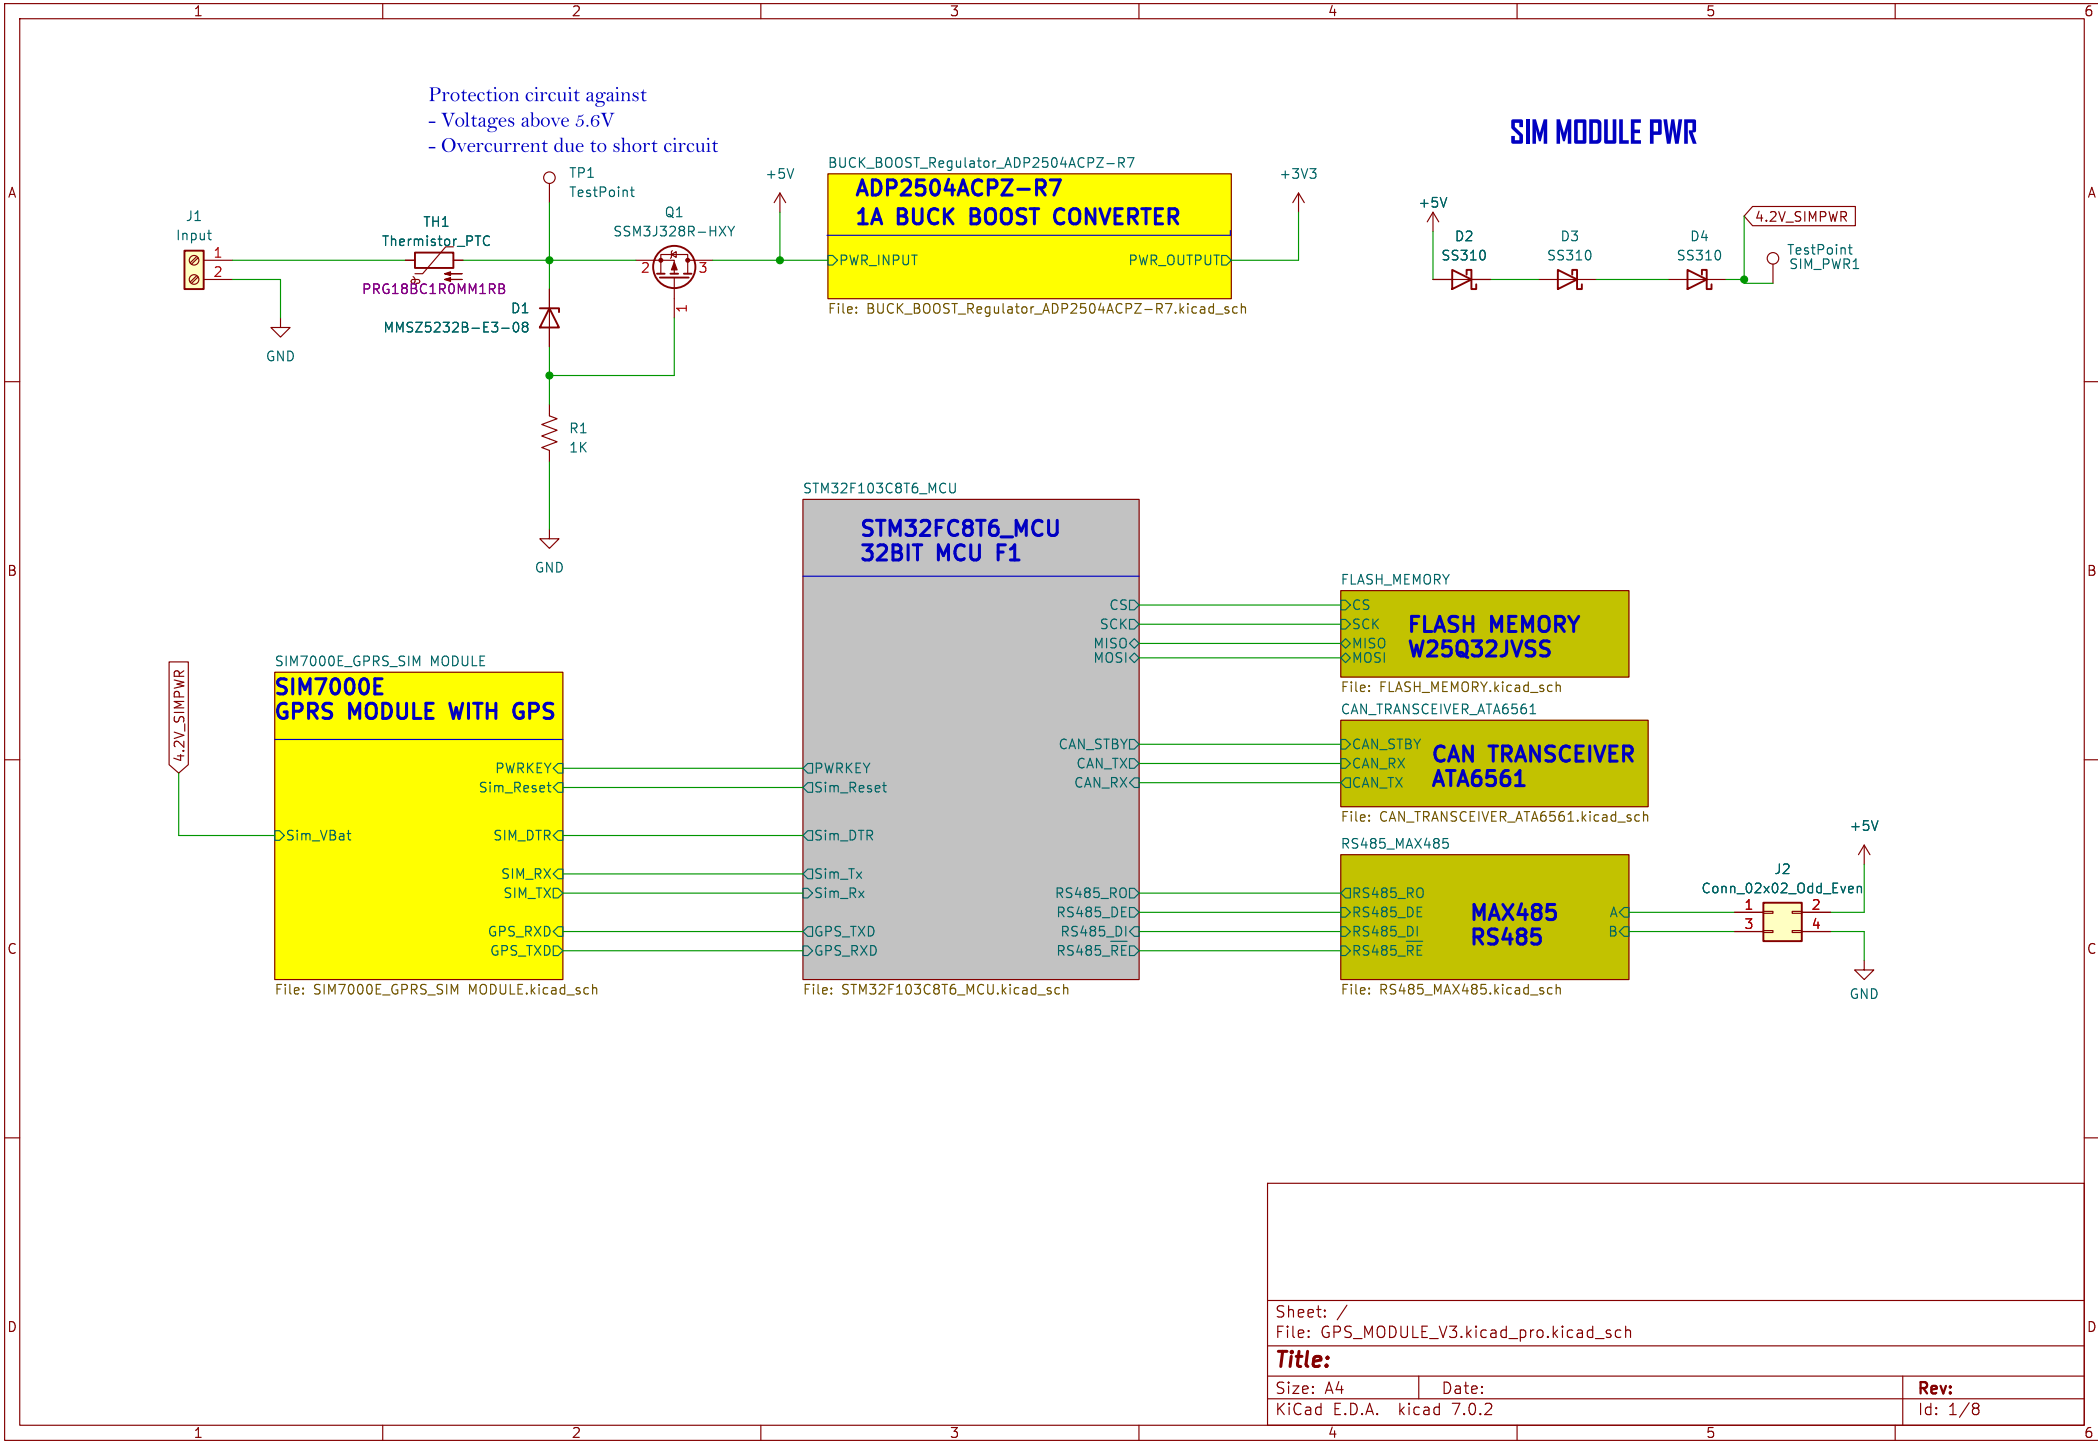 1 2 3 4 5 6
Protection circuit against
- Voltages above 5.6V
- Overcurrent due to short circuit
SIM MODULE PWR
A
A
TP1
TestPoint
J1
Input
1
2
GND
TH1
Thermistor_PTC
PRG18BC1R0MM1RB
Q1
SSM3J328R-HXY
2
3
1
D1
MMSZ5232B-E3-08
R1
1K
GND
+5V
BUCK_BOOST_Regulator_ADP2504ACPZ-R7
ADP2504ACPZ-R7
1A BUCK BOOST CONVERTER
PWR_INPUT
PWR_OUTPUT
File: BUCK_BOOST_Regulator_ADP2504ACPZ-R7.kicad_sch
+3V3
+5V
D2
SS310
D3
SS310
D4
SS310
4.2V_SIMPWR
TestPoint
SIM_PWR1
B
B
STM32F103C8T6_MCU
STM32FC8T6_MCU
32BIT MCU F1
CS
SCK
MISO
MOSI
CAN_STBY
CAN_TX
CAN_RX
PWRKEY
Sim_Reset
Sim_DTR
Sim_Tx
Sim_Rx
GPS_TXD
GPS_RXD
RS485_RO
RS485_DE
RS485_DI
RS485_RE
File: STM32F103C8T6_MCU.kicad_sch
FLASH_MEMORY
CS
SCK
MISO
MOSI
FLASH MEMORY
W25Q32JVSS
File: FLASH_MEMORY.kicad_sch
CAN_TRANSCEIVER_ATA6561
CAN_STBY
CAN_RX
CAN_TX
CAN TRANSCEIVER
ATA6561
File: CAN_TRANSCEIVER_ATA6561.kicad_sch
RS485_MAX485
RS485_RO
RS485_DE
RS485_DI
RS485_RE
MAX485
RS485
A
B
File: RS485_MAX485.kicad_sch
J2
Conn_02x02_Odd_Even
1
2
3
4
+5V
GND
4.2V_SIMPWR
SIM7000E_GPRS_SIM MODULE
SIM7000E
GPRS MODULE WITH GPS
PWRKEY
Sim_Reset
Sim_VBat
SIM_DTR
SIM_RX
SIM_TX
GPS_RXD
GPS_TXD
File: SIM7000E_GPRS_SIM MODULE.kicad_sch
C
C
D
D
Sheet: /
File: GPS_MODULE_V3.kicad_pro.kicad_sch
Title:
Size: A4 Date: Rev:
KiCad E.D.A. kicad 7.0.2 Id: 1/8
1 2 3 4 5 6